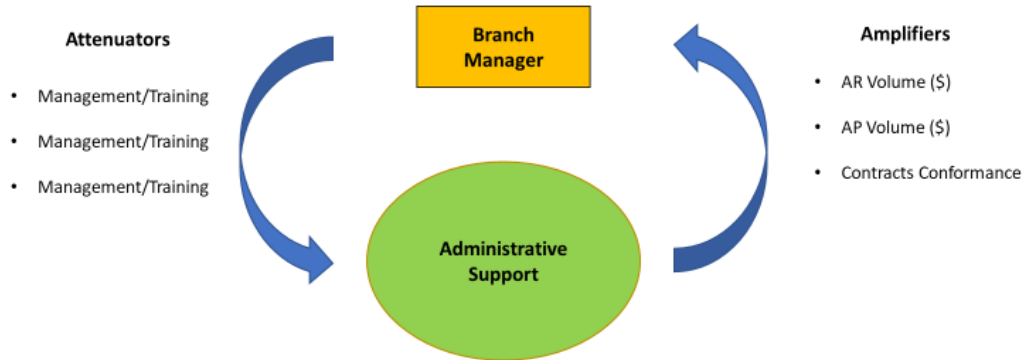 Attenuators
• Management/Training
• Management/Training
• Management/Training
Branch
Manager
Administrative
Support
Amplifiers
• AR Volume ($)
• AP Volume ($)
• Contracts Conformance